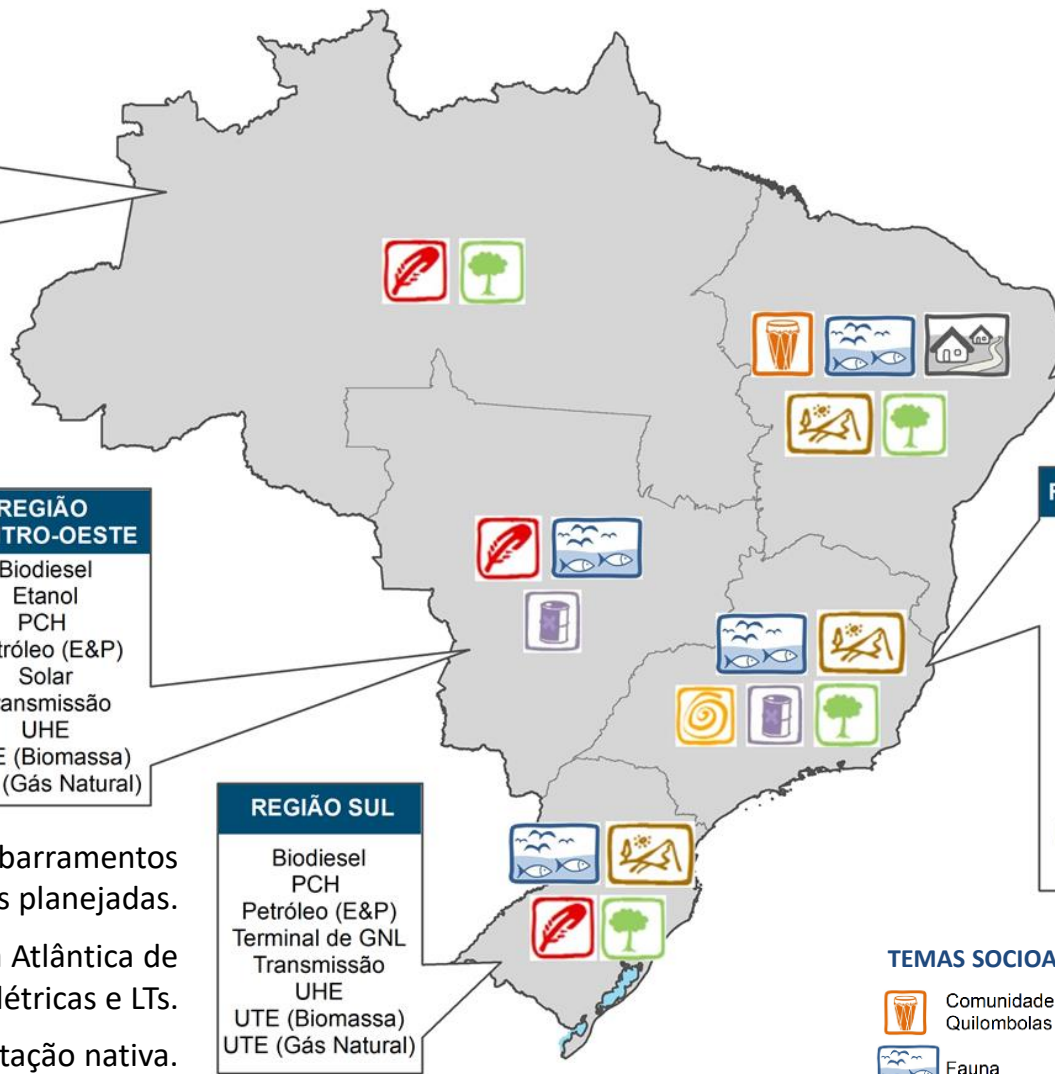 REGIÃO
TRO-OESTE
Biodiesel
Etanol
PCH
tróleo (E&P)
Solar
ansmissão
UHE
E (Biomassa)
(Gás Natural)
REGIÃO SUL
Biodiesel
PCH
Petróleo (E&P)
Terminal de GNL
Transmissão
UHE
UTE (Biomassa)
UTE (Gás Natural)
barramentos
s planejadas.
Atlântica de
létricas e LTs.
tação nativa.
TEMAS SOCIOA
Comunidade
Quilombolas
Fauna